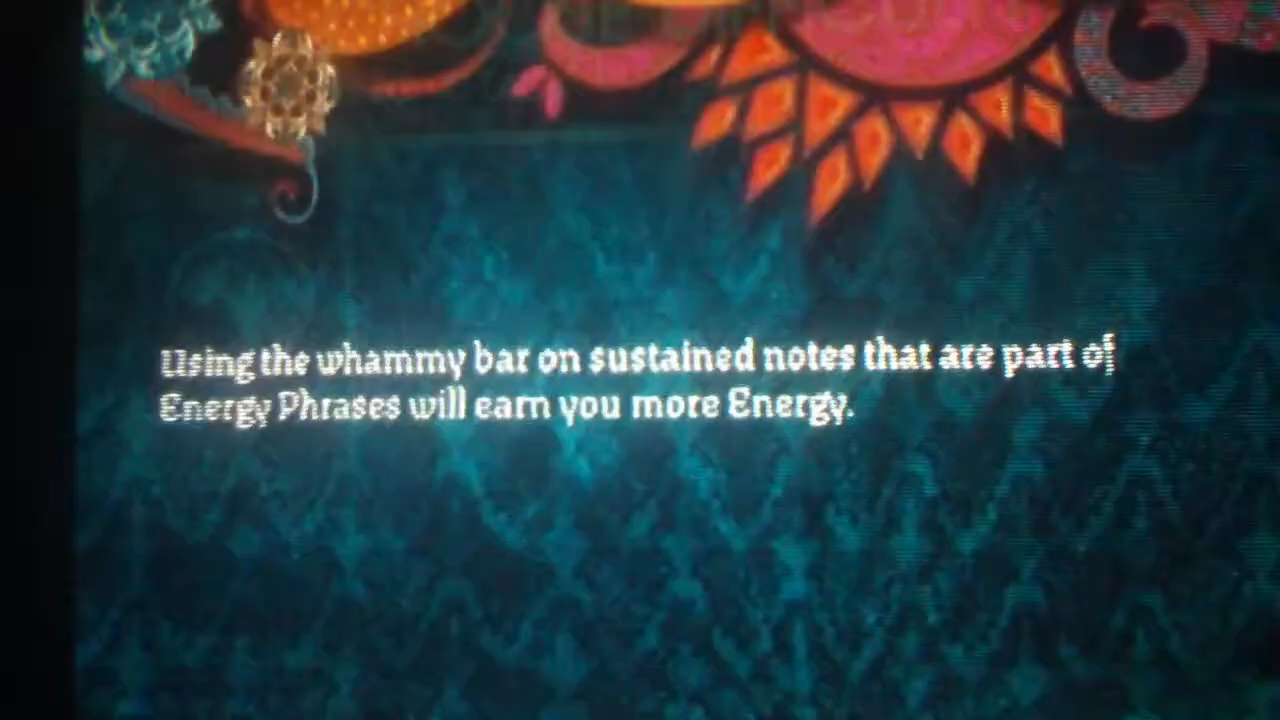 Using the whammy bar on sustained notes that are part of
Energy Phrases will earn you more Energy.